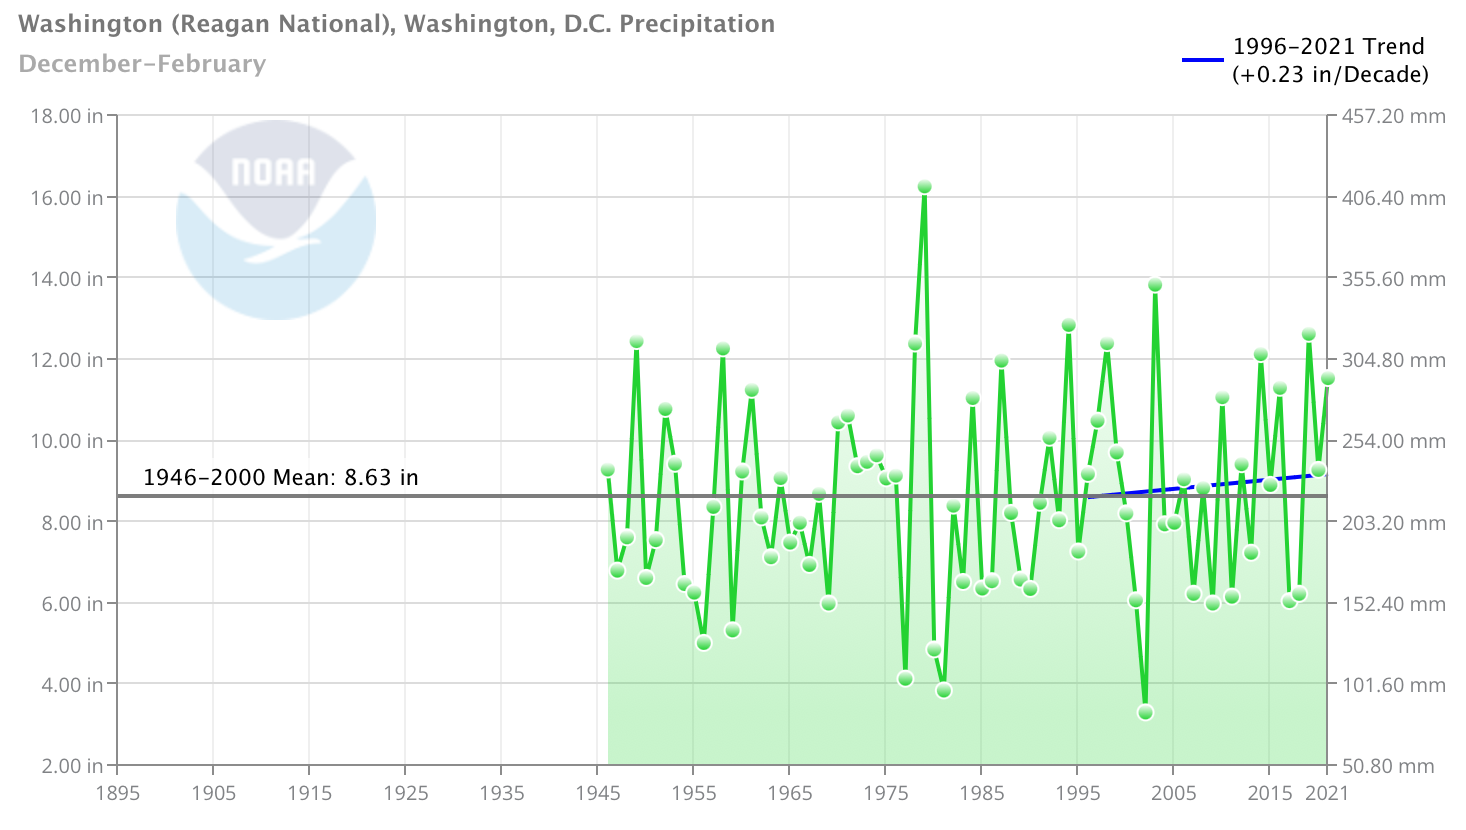 Washington (Reagan National), Washington, D.C. Precipitation
December–February
1996–2021 Trend
(+0.23 in/Decade)
18.00 in
457.20 mm
NOAA
16.00 in
406.40 mm
14.00 in
355.60 mm
12.00 in
304.80 mm
10.00 in
254.00 mm
1946–2000 Mean: 8.63 in
8.00 in
203.20 mm
6.00 in
152.40 mm
4.00 in
101.60 mm
2.00 in
50.80 mm
1895 1905 1915 1925 1935 1945 1955 1965 1975 1985 1995 2005 2015 2021